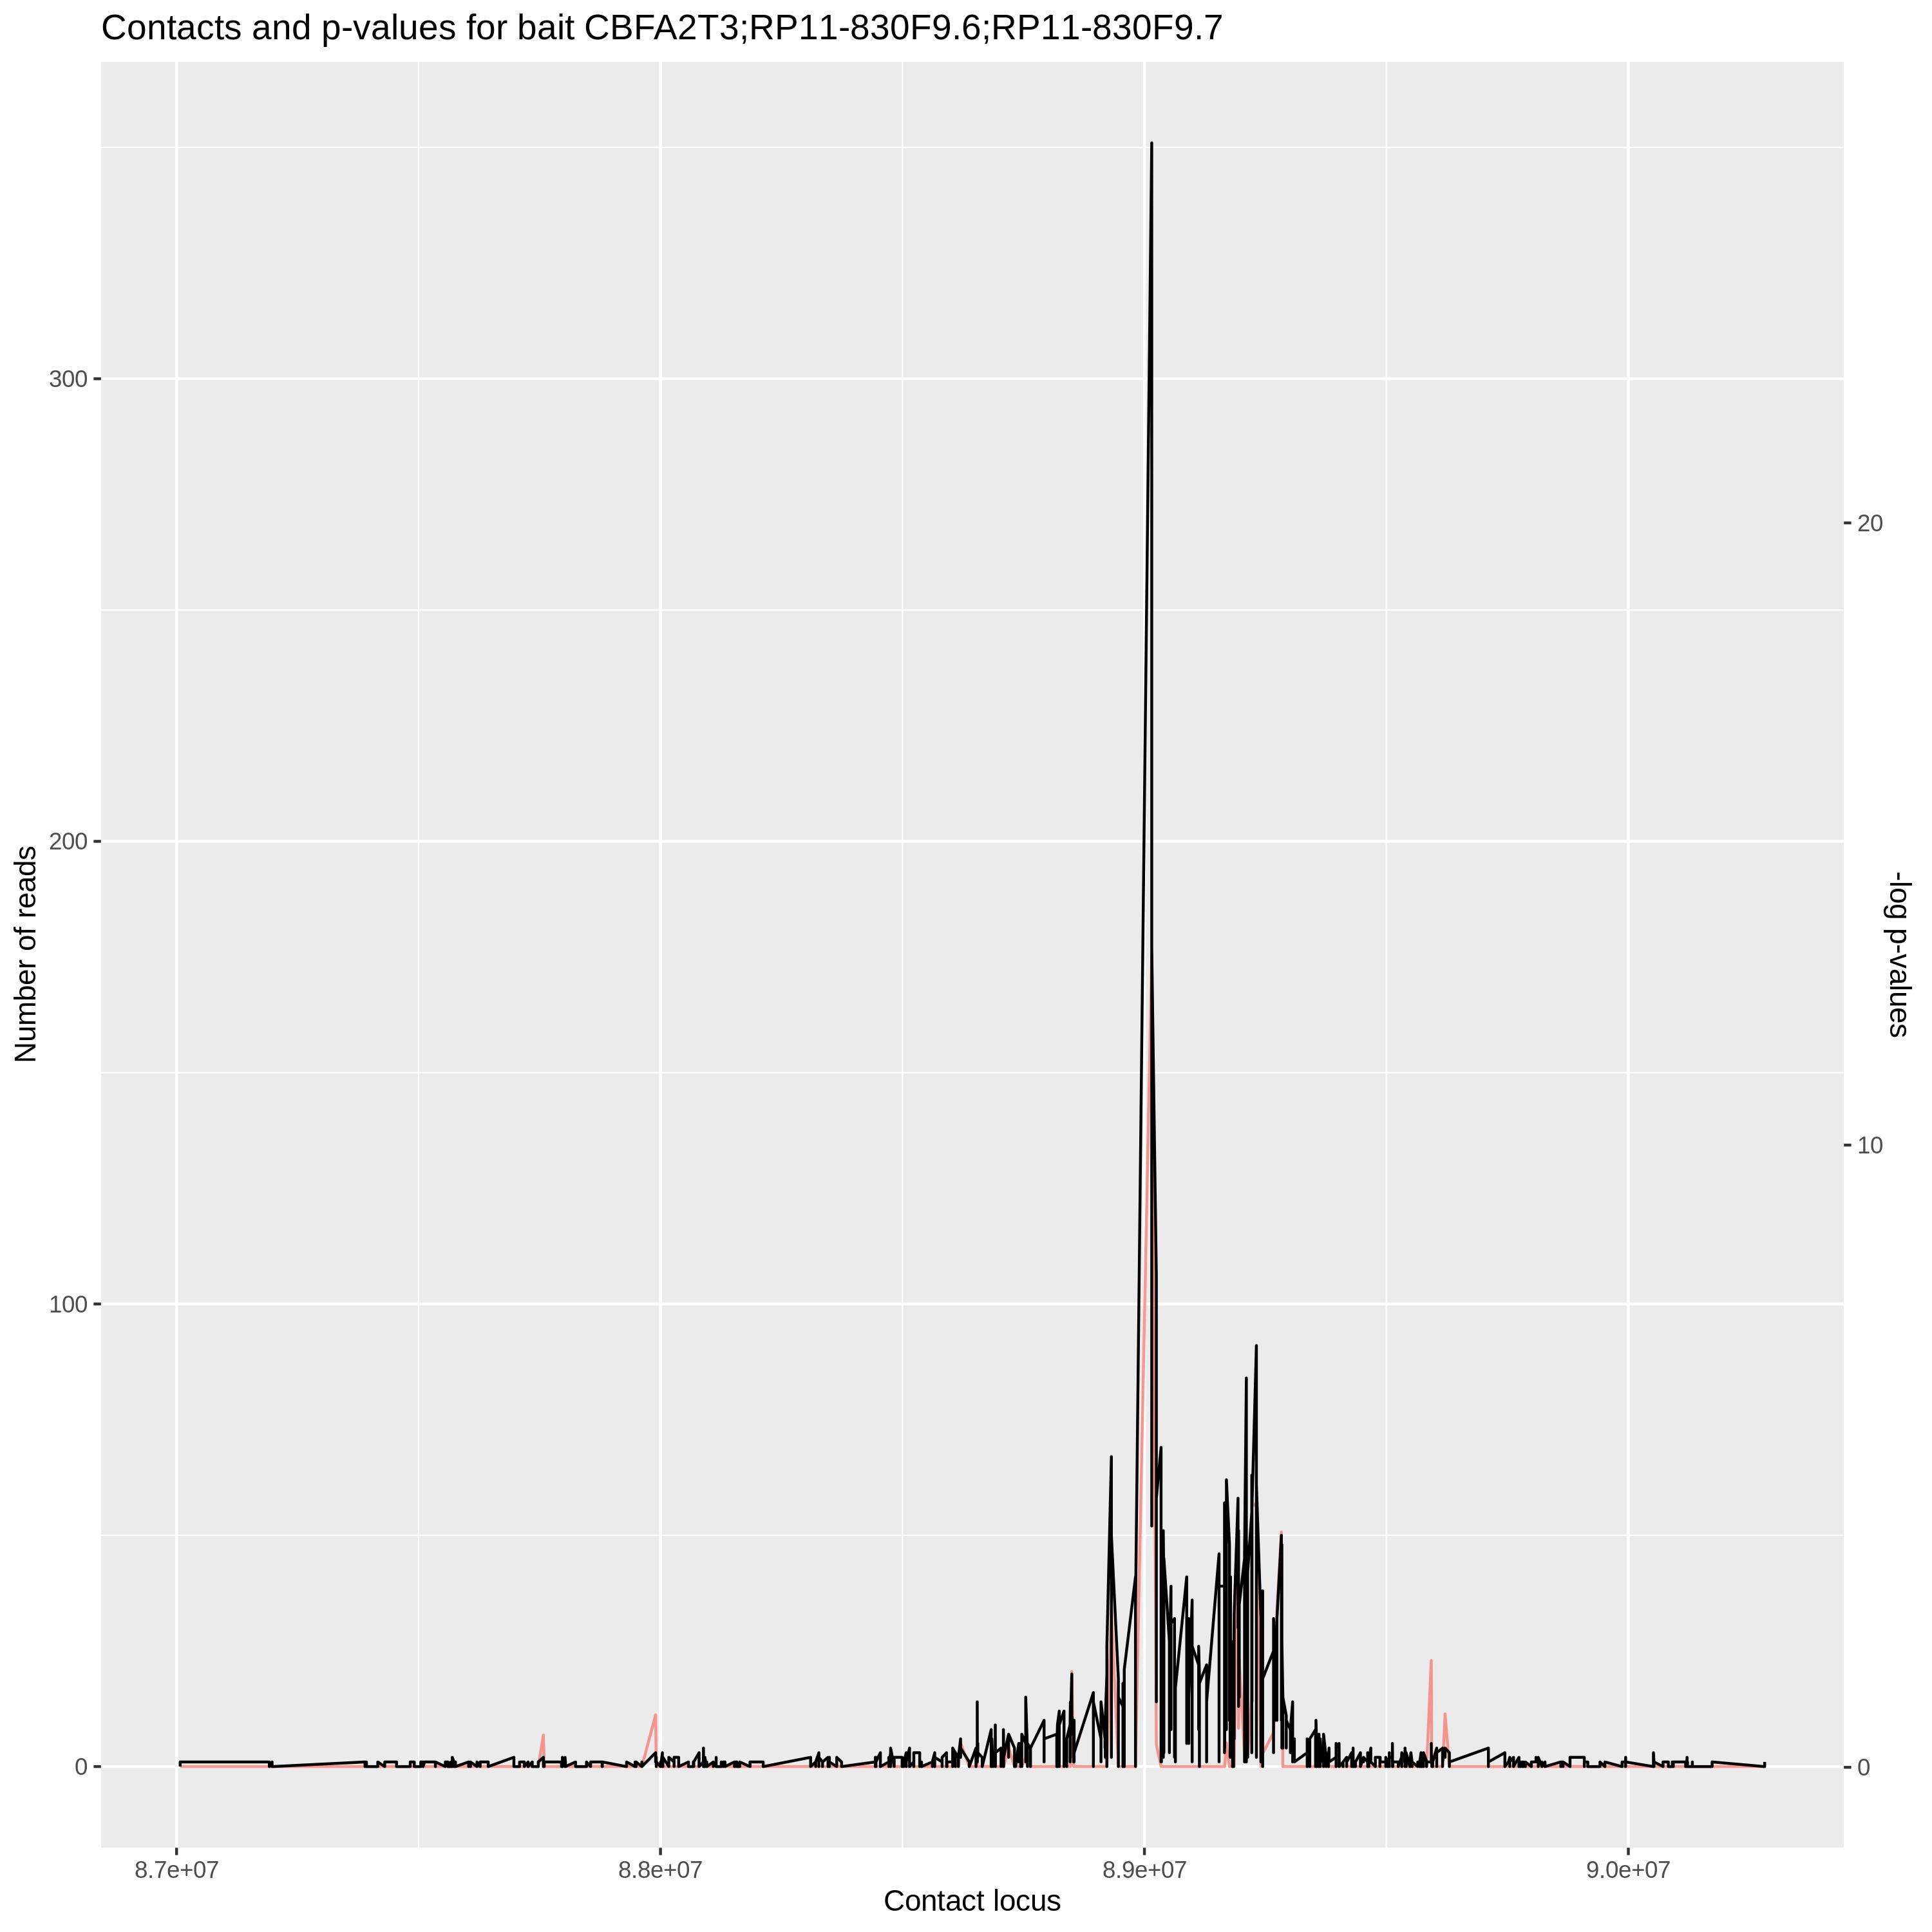 Contacts and p-values for bait CBFA2T3;RP11-830F9.6;RP11-830F9.7
300
200
100
0
Number of reads
20
10
0
-log p-values
8.7e+07
8.8e+07
8.9e+07
9.0e+07
Contact locus